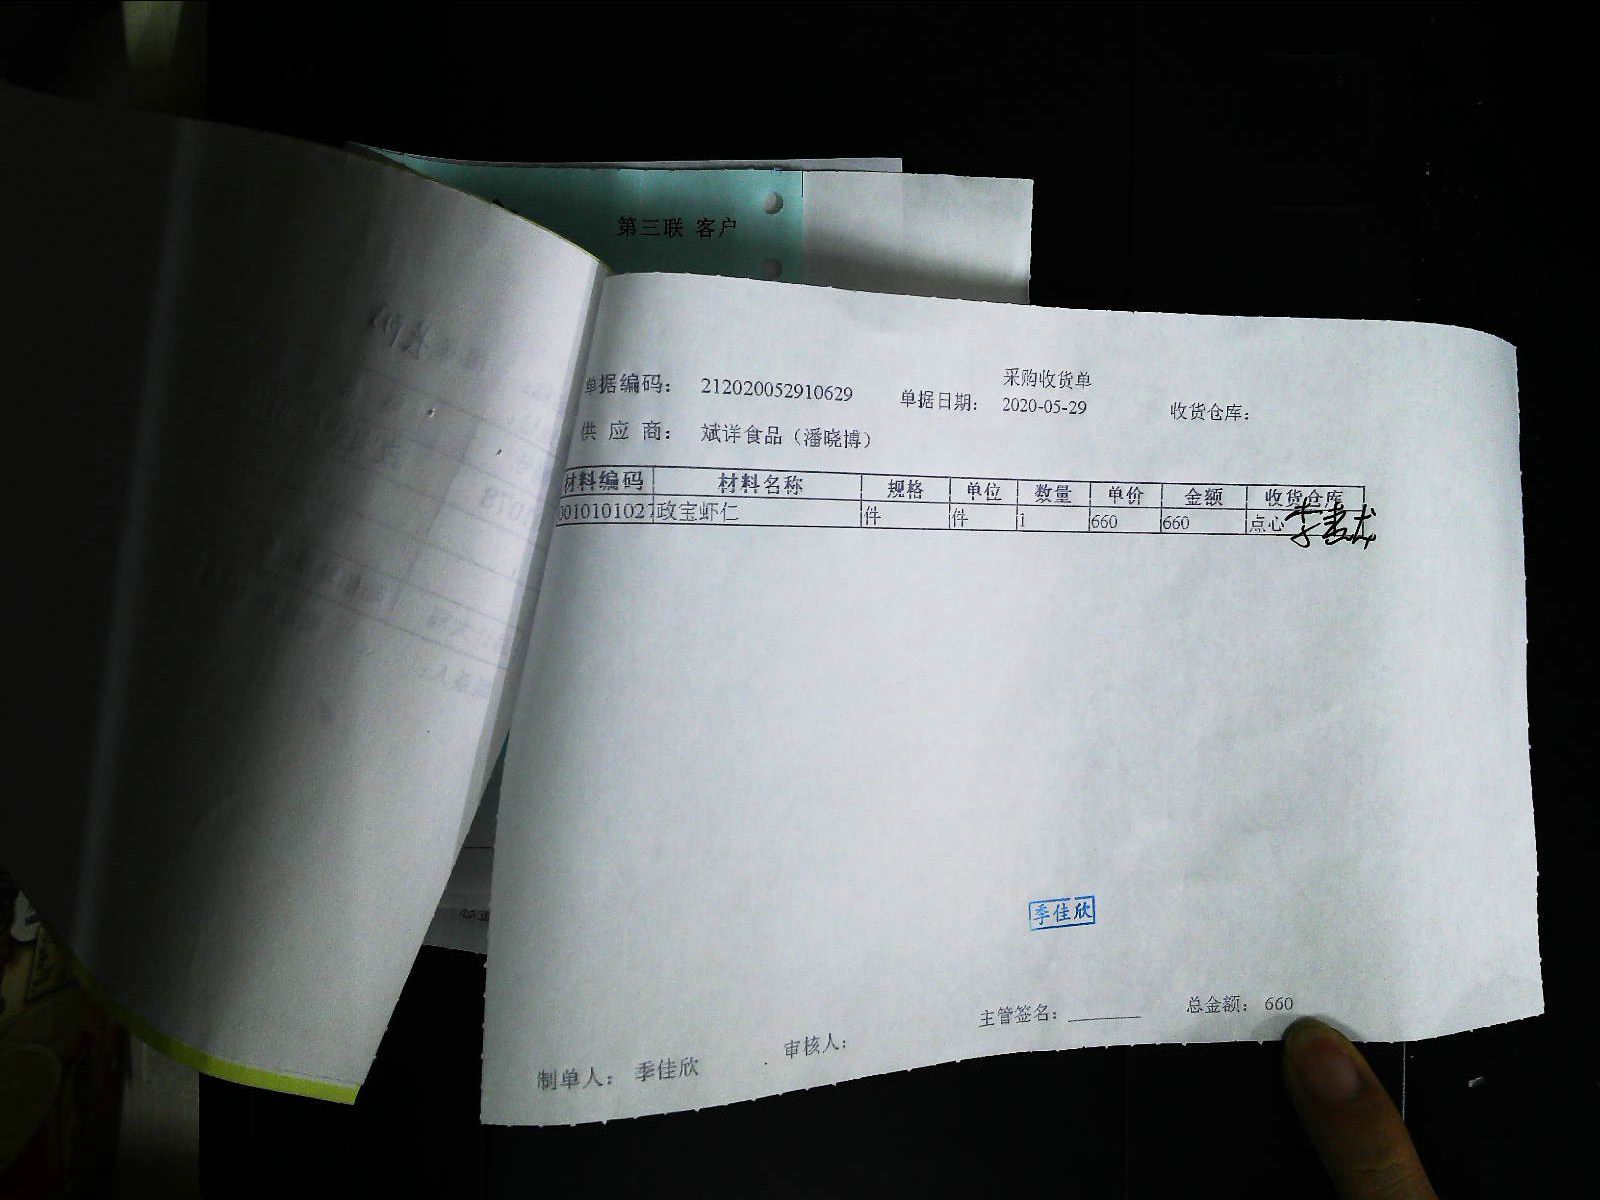 第三联 客户
采购收货单
单据编码： 212020052910629 单据日期： 2020-05-29 收货仓库：
供 应 商： 斌详食品（潘晓博）
材料编码 材料名称 规格 单位 数量 单价 金额 收货仓库
0010101027 政宝虾仁 件 件 1 660 660 点心
季佳欣
主管签名：________ 总金额： 660
制单人： 季佳欣 审核人：